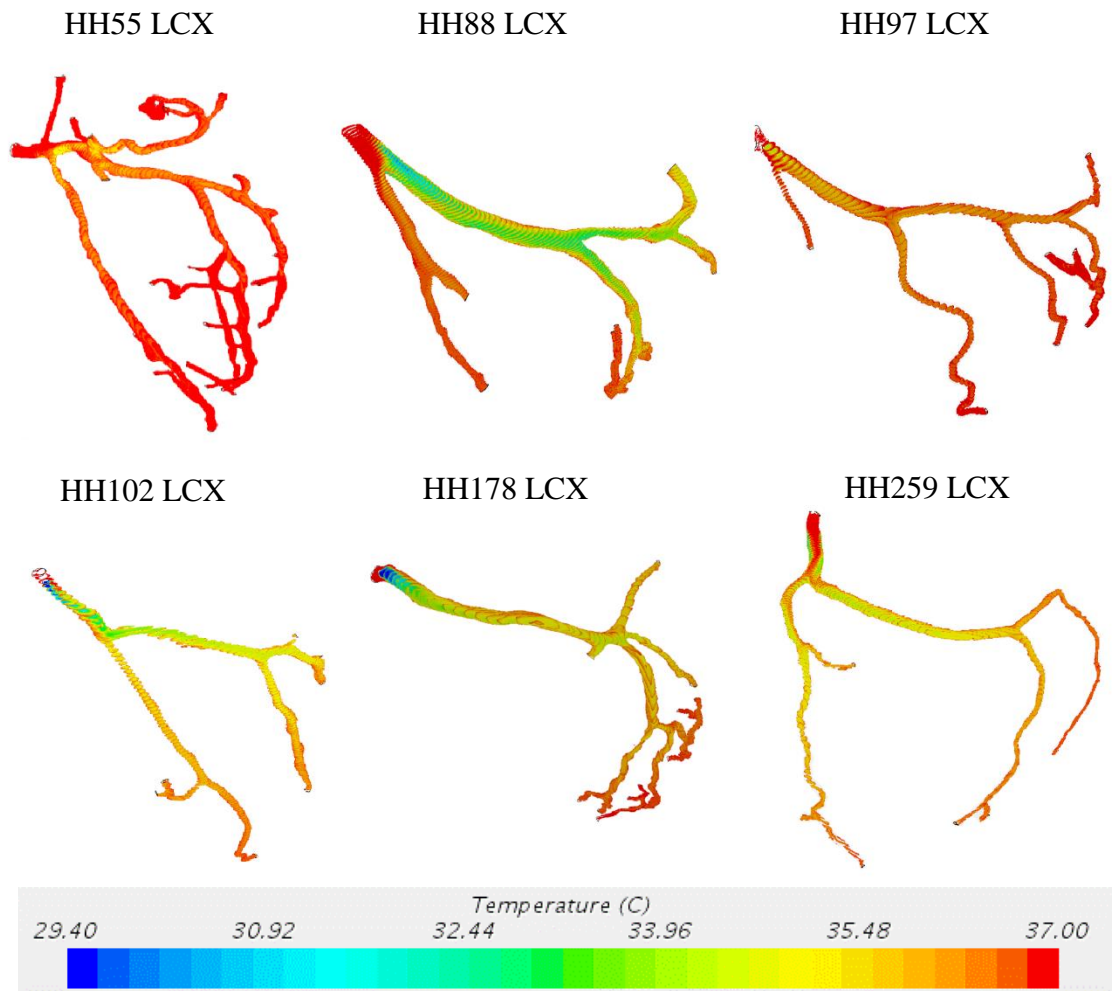 HH55 LCX
HH88 LCX
HH97 LCX
HH102 LCX
HH178 LCX
HH259 LCX
Temperature (C)
29.40 30.92 32.44 33.96 35.48 37.00